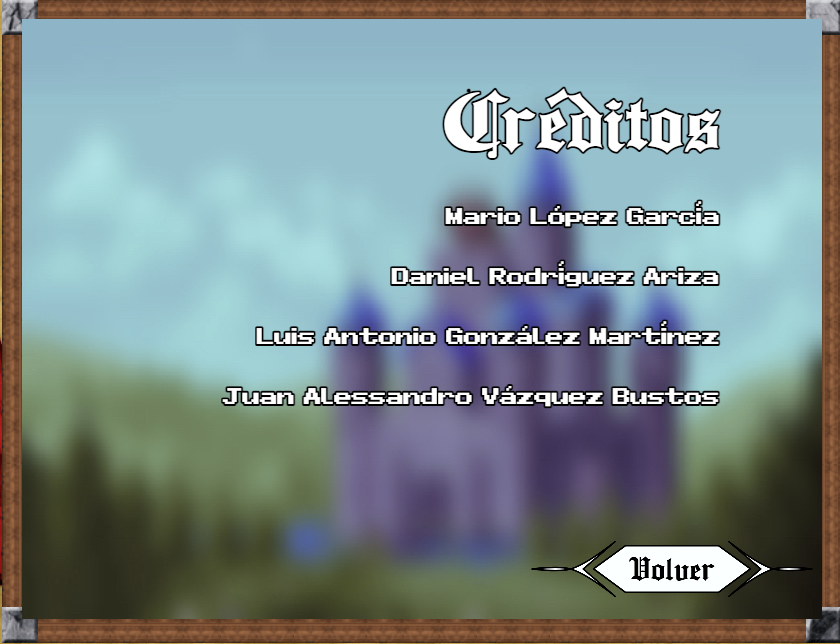 Créditos
Mario López García
Daniel Rodríguez Ariza
Luis Antonio González Martínez
Juan Alessandro Vázquez Bustos
Volver